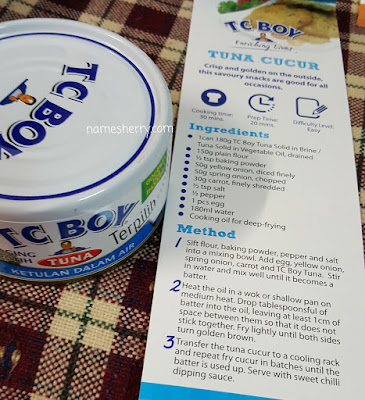 TC BOY
namesherry.com
TC BOY
Terpilih
TUNA
KETULAN DALAM AIR
TC BOY
Enriching Lives
TUNA CUCUR
Crisp and golden on the outside,
this savoury snacks are good for all
occasions.
Cooking time:
30 mins.
Prep Time:
20 mins.
Difficulty Level:
Easy
Ingredients
1can 180g TC Boy Tuna Solid in Brine /
Tuna Solid in Vegetable Oil, drained
150g plain flour
½ tsp baking powder
50g yellow onion, diced finely
50g spring onion, chopped
30g carrot, finely shredded
½ tsp salt
½ pepper
1 pcs egg
180ml water
Cooking oil for deep-frying
Method
1 Sift flour, baking powder, pepper and salt
into a mixing bowl. Add egg, yellow onion,
spring onion, carrot and TC Boy Tuna. Stir
in water and mix well until it becomes a
batter.
2 Heat the oil in a wok or shallow pan on
medium heat. Drop tablespoonsful of
batter into the oil, leaving at least 1cm of
space between them so that it does not
stick together. Fry lightly until both sides
turn golden brown.
3 Transfer the tuna cucur to a cooling rack
and repeat fry cucur in batches until the
batter is used up. Serve with sweet chilli
dipping sauce.